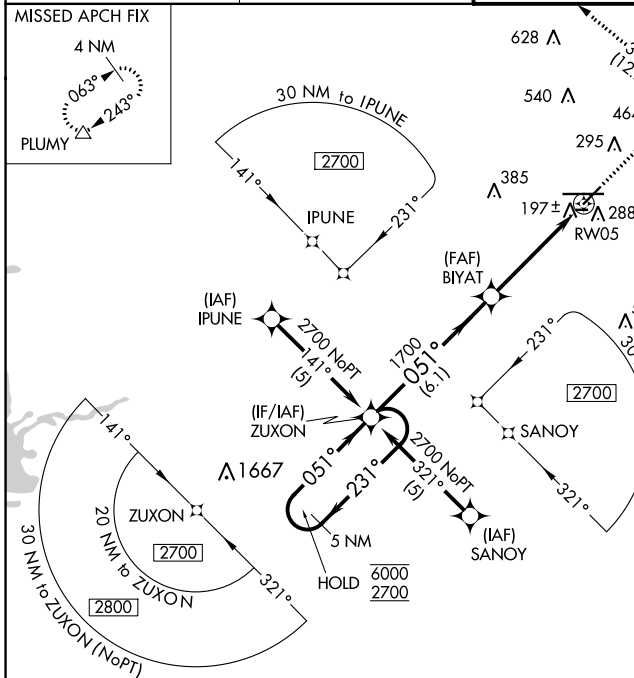 MISSED APCH FIX
4 NM
063°
243°
PLUMY
628
540
295
385
197±
288
RW05
30 NM to IPUNE
2700
141°
231°
IPUNE
(FAF)
BIYAT
(IAF)
IPUNE
2700 NoPT
141°
(5)
1700
051°
(6.1)
(IF/IAF)
ZUXON
231°
2700
SANOY
321°
2700 NoPT
321°
(5)
(IAF)
SANOY
1667
051°
231°
5 NM
HOLD
6000
2700
141°
ZUXON
2700
20 NM to ZUXON
321°
2800
30 NM to ZUXON (NoPT)